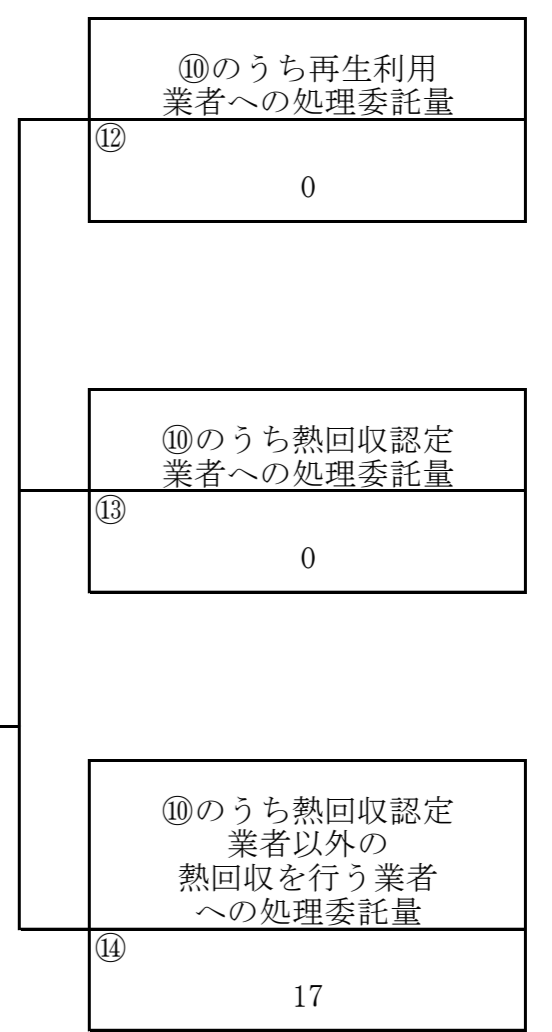 ⑩のうち再生利用
業者への処理委託量
⑫
0
⑩のうち熱回収認定
業者への処理委託量
⑬
0
⑩のうち熱回収認定
業者以外の
熱回収を行う業者
への処理委託量
⑭
17